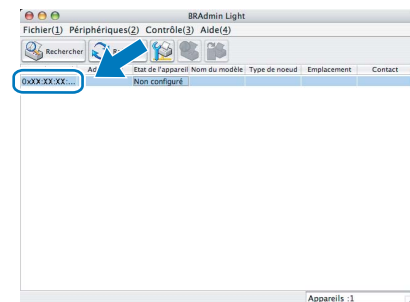 BRAdmin Light
Fichier(1) Périphériques(2) Contrôle(3) Aide(4)
Rechercher
Etat de l'appareil Nom du modèle Type de noeud Emplacement Contact
0xXX:XX:XX:... Non configuré
Appareils :1